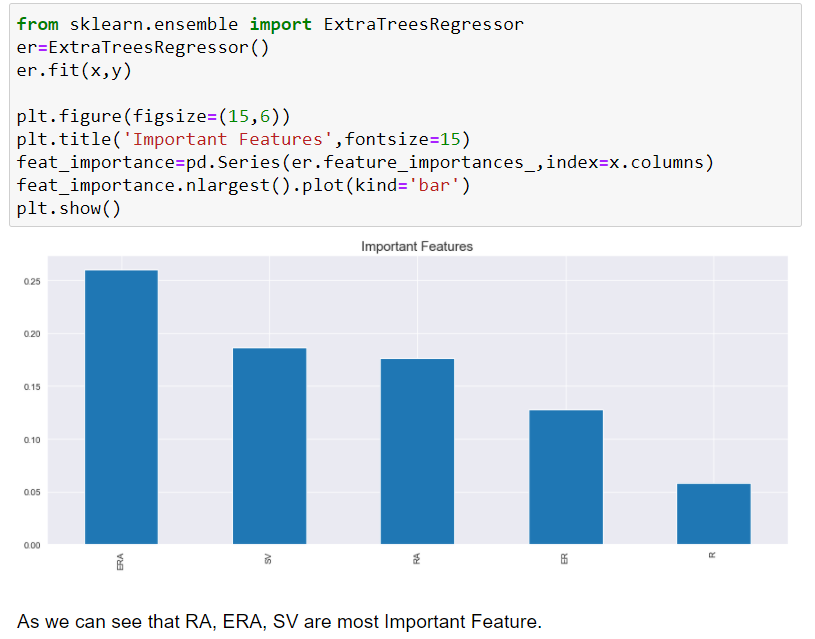 from sklearn.ensemble import ExtraTreesRegressor
er=ExtraTreesRegressor()
er.fit(x,y)
plt.figure(figsize=(15,6))
plt.title('Important Features',fontsize=15)
feat_importance=pd.Series(er.feature_importances_,index=x.columns)
feat_importance.nlargest().plot(kind='bar')
plt.show()
Important Features
0.25
0.20
0.15
0.10
0.05
0.00
ERA
SV
RA
ER
R
As we can see that RA, ERA, SV are most Important Feature.